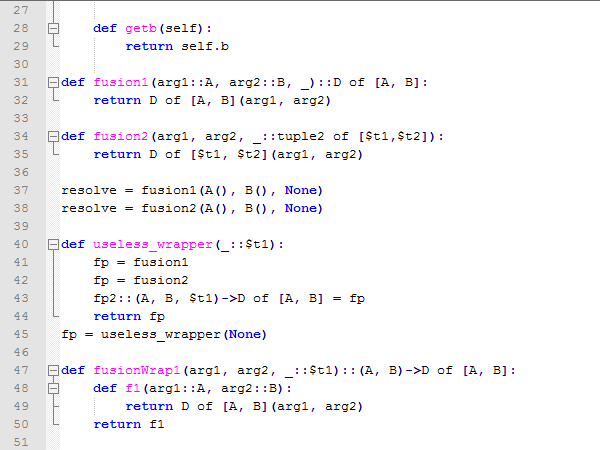 27
28 def getb(self):
29 return self.b
30
31 def fusion1(arg1::A, arg2::B, _)::D of [A, B]:
32 return D of [A, B](arg1, arg2)
33
34 def fusion2(arg1, arg2, _::tuple2 of [$t1,$t2]):
35 return D of [$t1, $t2](arg1, arg2)
36
37 resolve = fusion1(A(), B(), None)
38 resolve = fusion2(A(), B(), None)
39
40 def useless_wrapper(_::$t1):
41 fp = fusion1
42 fp = fusion2
43 fp2::(A, B, $t1)->D of [A, B] = fp
44 return fp
45 fp = useless_wrapper(None)
46
47 def fusionWrap1(arg1, arg2, _::$t1)::(A, B)->D of [A, B]:
48 def f1(arg1::A, arg2::B):
49 return D of [A, B](arg1, arg2)
50 return f1
51